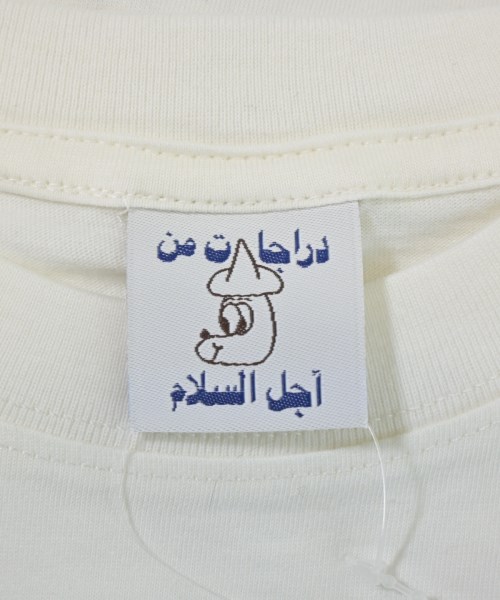 دراجات من
أجل السلام